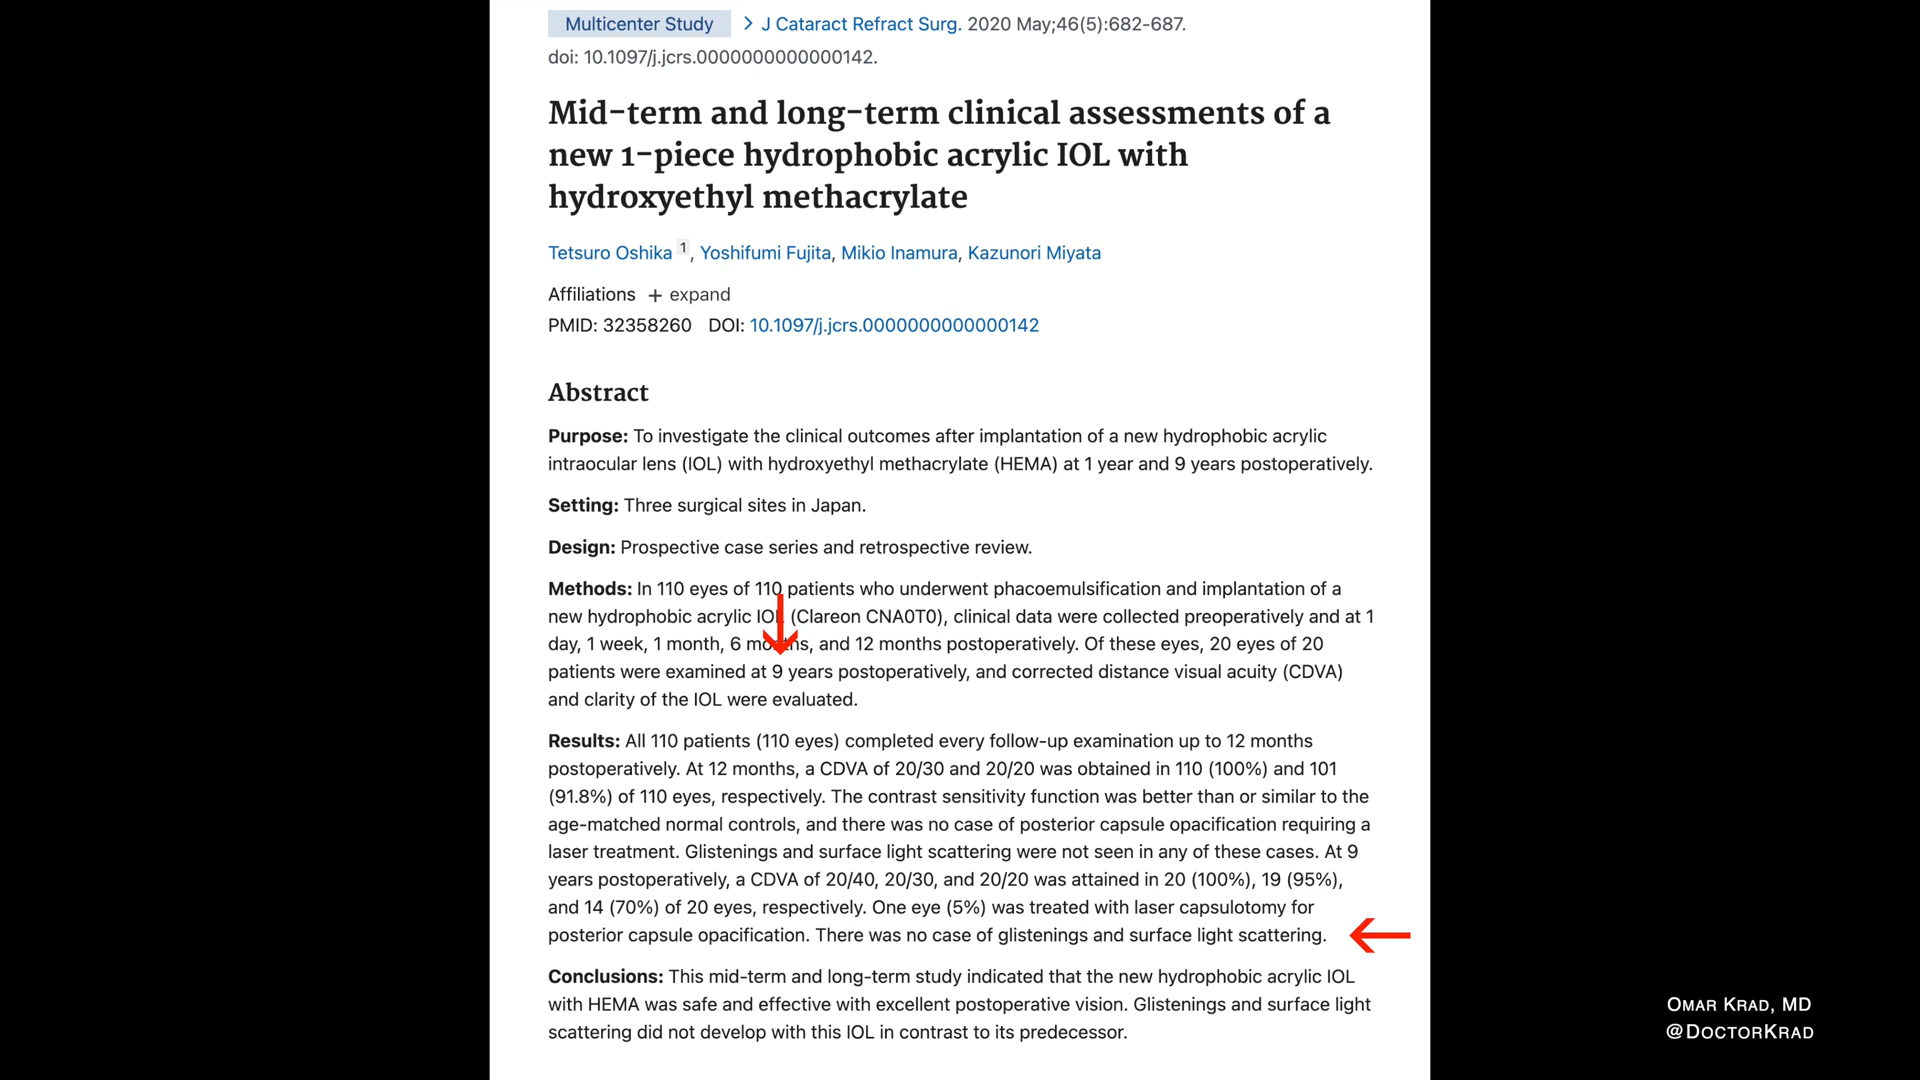 Multicenter Study > J Cataract Refract Surg. 2020 May;46(5):682-687.
doi: 10.1097/j.jcrs.0000000000000142.
Mid-term and long-term clinical assessments of a
new 1-piece hydrophobic acrylic IOL with
hydroxyethyl methacrylate
Tetsuro Oshika 1, Yoshifumi Fujita, Mikio Inamura, Kazunori Miyata
Affiliations + expand
PMID: 32358260 DOI: 10.1097/j.jcrs.0000000000000142
Abstract
Purpose: To investigate the clinical outcomes after implantation of a new hydrophobic acrylic
intraocular lens (IOL) with hydroxyethyl methacrylate (HEMA) at 1 year and 9 years postoperatively.
Setting: Three surgical sites in Japan.
Design: Prospective case series and retrospective review.
Methods: In 110 eyes of 110 patients who underwent phacoemulsification and implantation of a
new hydrophobic acrylic IOL (Clareon CNA0T0), clinical data were collected preoperatively and at 1
day, 1 week, 1 month, 6 months, and 12 months postoperatively. Of these eyes, 20 eyes of 20
patients were examined at 9 years postoperatively, and corrected distance visual acuity (CDVA)
and clarity of the IOL were evaluated.
Results: All 110 patients (110 eyes) completed every follow-up examination up to 12 months
postoperatively. At 12 months, a CDVA of 20/30 and 20/20 was obtained in 110 (100%) and 101
(91.8%) of 110 eyes, respectively. The contrast sensitivity function was better than or similar to the
age-matched normal controls, and there was no case of posterior capsule opacification requiring a
laser treatment. Glistenings and surface light scattering were not seen in any of these cases. At 9
years postoperatively, a CDVA of 20/40, 20/30, and 20/20 was attained in 20 (100%), 19 (95%),
and 14 (70%) of 20 eyes, respectively. One eye (5%) was treated with laser capsulotomy for
posterior capsule opacification. There was no case of glistenings and surface light scattering.
Conclusions: This mid-term and long-term study indicated that the new hydrophobic acrylic IOL
with HEMA was safe and effective with excellent postoperative vision. Glistenings and surface light
scattering did not develop with this IOL in contrast to its predecessor.
OMAR KRAD, MD
@DOCTORKRAD